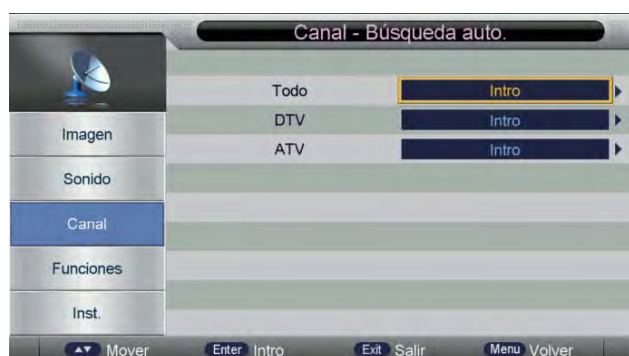 Canal - Búsqueda auto.
Todo Intro
DTV Intro
ATV Intro
Imagen
Sonido
Canal
Funciones
Inst.
Mover Enter Intro Exit Salir Menu Volver